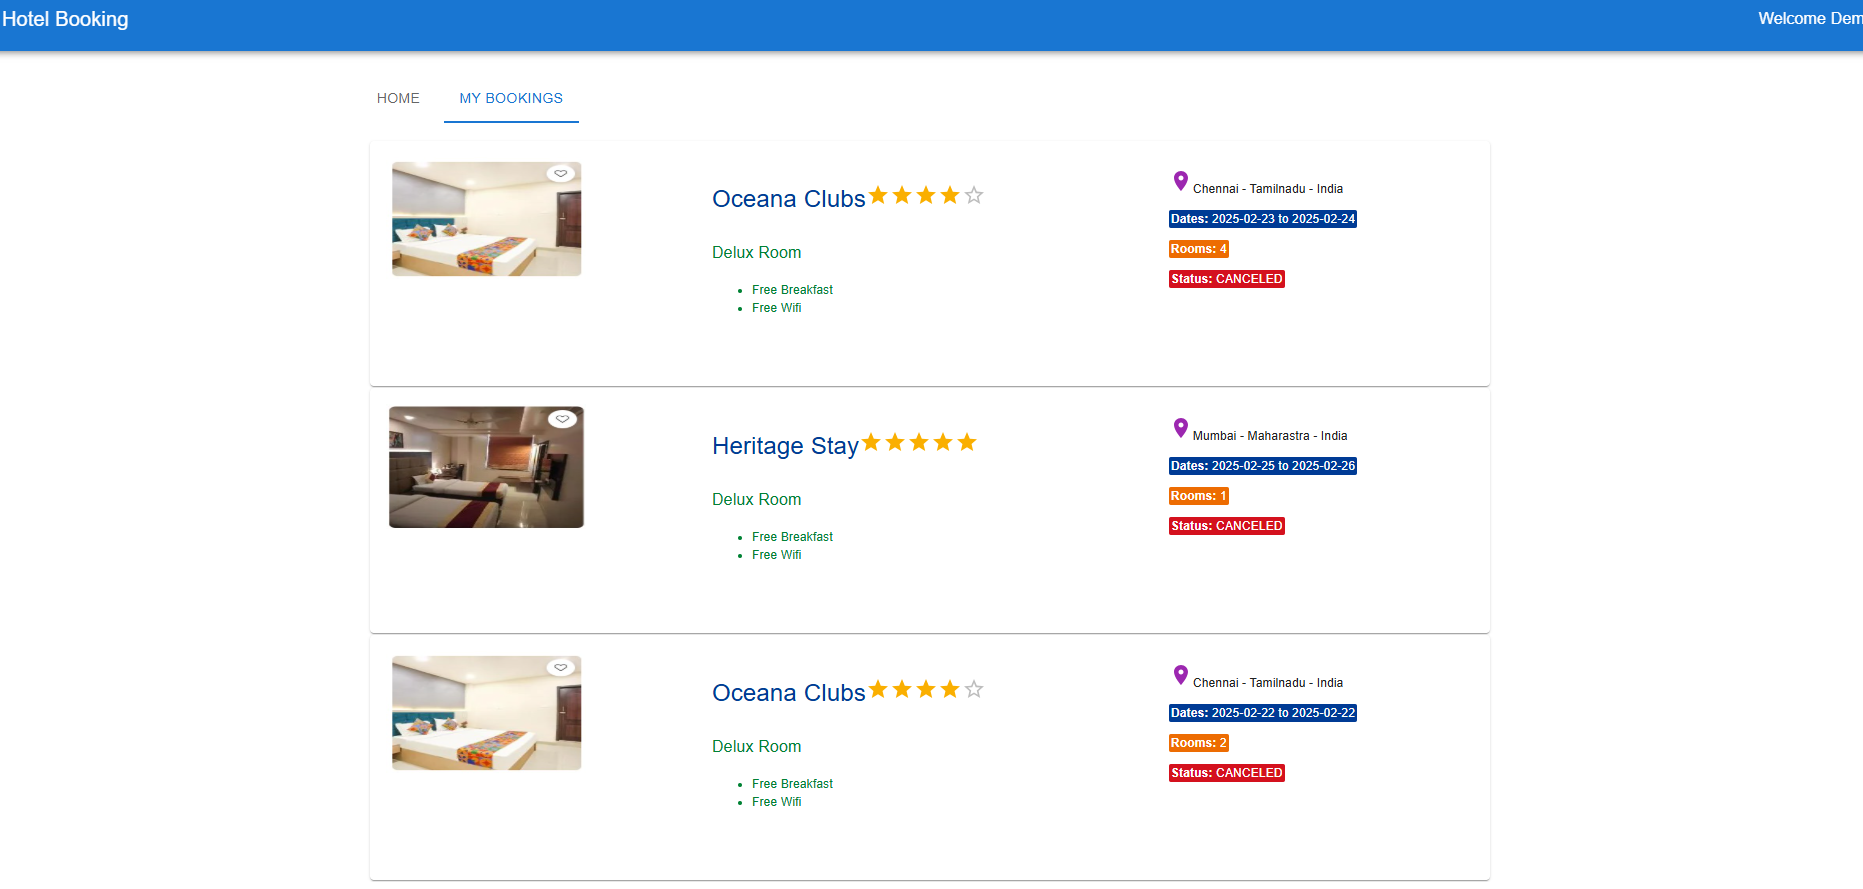 Hotel Booking
Welcome Dem
HOME
MY BOOKINGS
Oceana Clubs
Delux Room
Free Breakfast
Free Wifi
Chennai - Tamilnadu - India
Dates: 2025-02-23 to 2025-02-24
Rooms: 4
Status: CANCELED
Heritage Stay
Delux Room
Free Breakfast
Free Wifi
Mumbai - Maharastra - India
Dates: 2025-02-25 to 2025-02-26
Rooms: 1
Status: CANCELED
Oceana Clubs
Delux Room
Free Breakfast
Free Wifi
Chennai - Tamilnadu - India
Dates: 2025-02-22 to 2025-02-22
Rooms: 2
Status: CANCELED